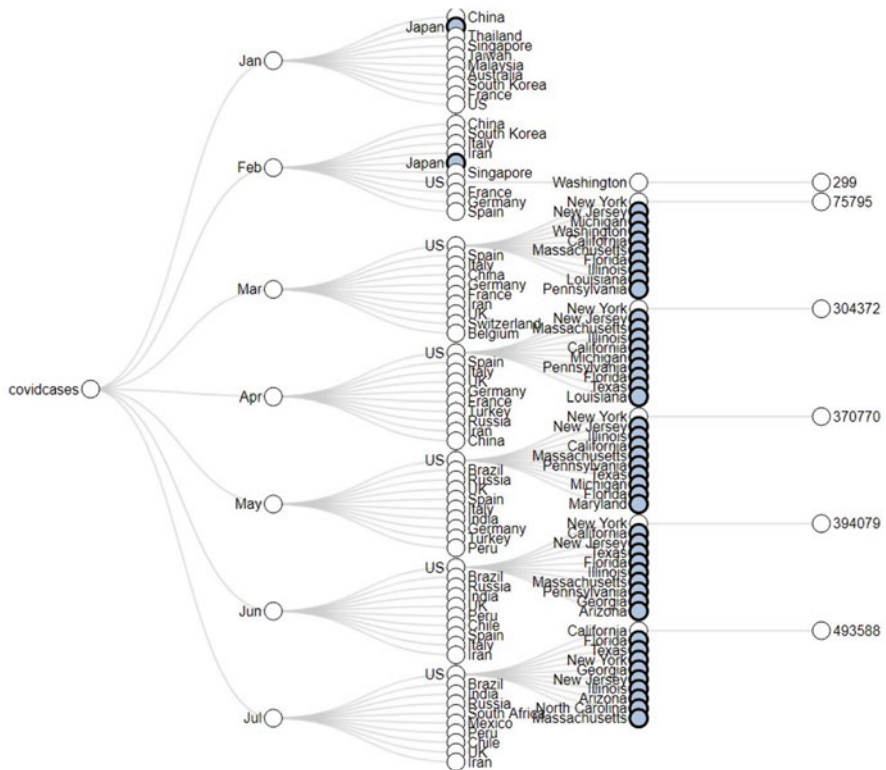 covidcases
Jan
China
Japan
Thailand
Singapore
Taiwan
Malaysia
Australia
South Korea
France
US
Feb
China
South Korea
Italy
Iran
Japan
Singapore
US
Washington
299
France
Germany
Spain
Mar
US
New York
75795
New Jersey
Michigan
Washington
California
Massachusetts
Florida
Illinois
Louisiana
Pennsylvania
Spain
Italy
China
Germany
France
Iran
UK
Switzerland
Belgium
Apr
US
New York
304372
New Jersey
Massachusetts
Illinois
California
Michigan
Pennsylvania
Florida
Texas
Louisiana
Spain
Italy
UK
Germany
France
Turkey
Russia
Iran
China
May
US
New York
370770
New Jersey
Illinois
California
Massachusetts
Pennsylvania
Texas
Michigan
Florida
Maryland
Brazil
Russia
UK
Spain
Italy
India
Germany
Turkey
Peru
Jun
US
New York
394079
California
New Jersey
Texas
Florida
Illinois
Massachusetts
Pennsylvania
Georgia
Arizona
Brazil
Russia
India
UK
Peru
Chile
Spain
Italy
Iran
Jul
US
California
493588
Florida
Texas
New York
Georgia
New Jersey
Illinois
Arizona
North Carolina
Massachusetts
Brazil
India
Russia
South Africa
Mexico
Peru
Chile
UK
Iran